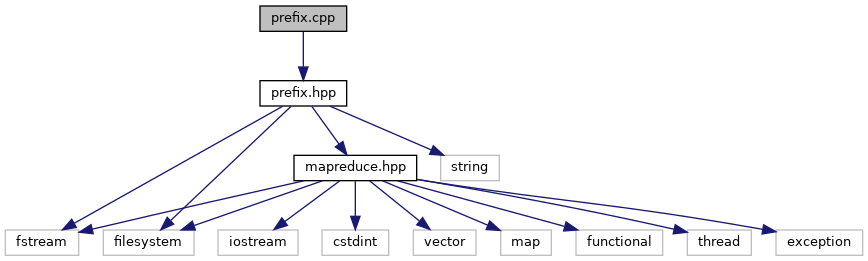 prefix.cpp
prefix.hpp
mapreduce.hpp
string
fstream
filesystem
iostream
cstdint
vector
map
functional
thread
exception